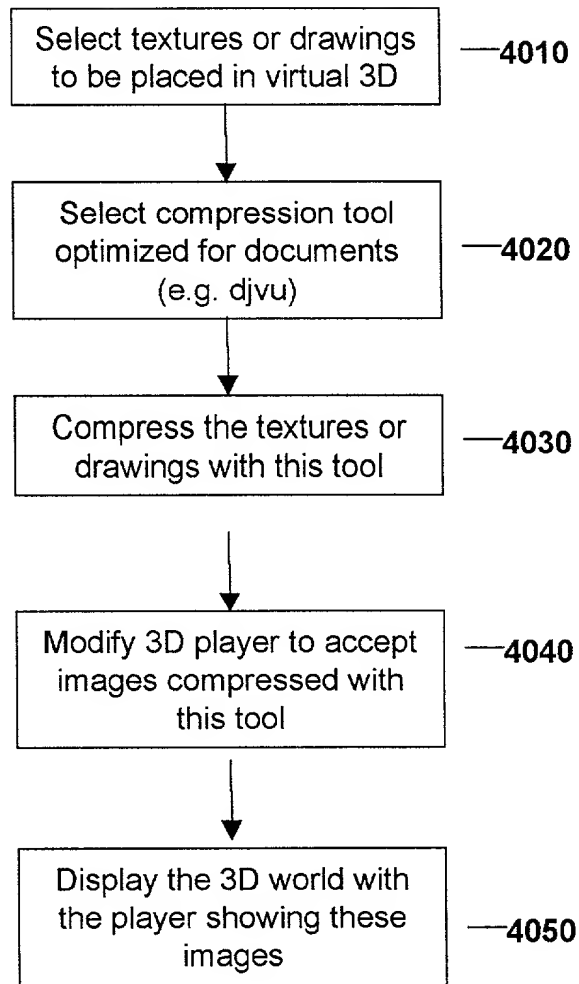 Select textures or drawings
to be placed in virtual 3D
4010
Select compression tool
optimized for documents
(e.g. djvu)
4020
Compress the textures or
drawings with this tool
4030
Modify 3D player to accept
images compressed with
this tool
4040
Display the 3D world with
the player showing these
images
4050